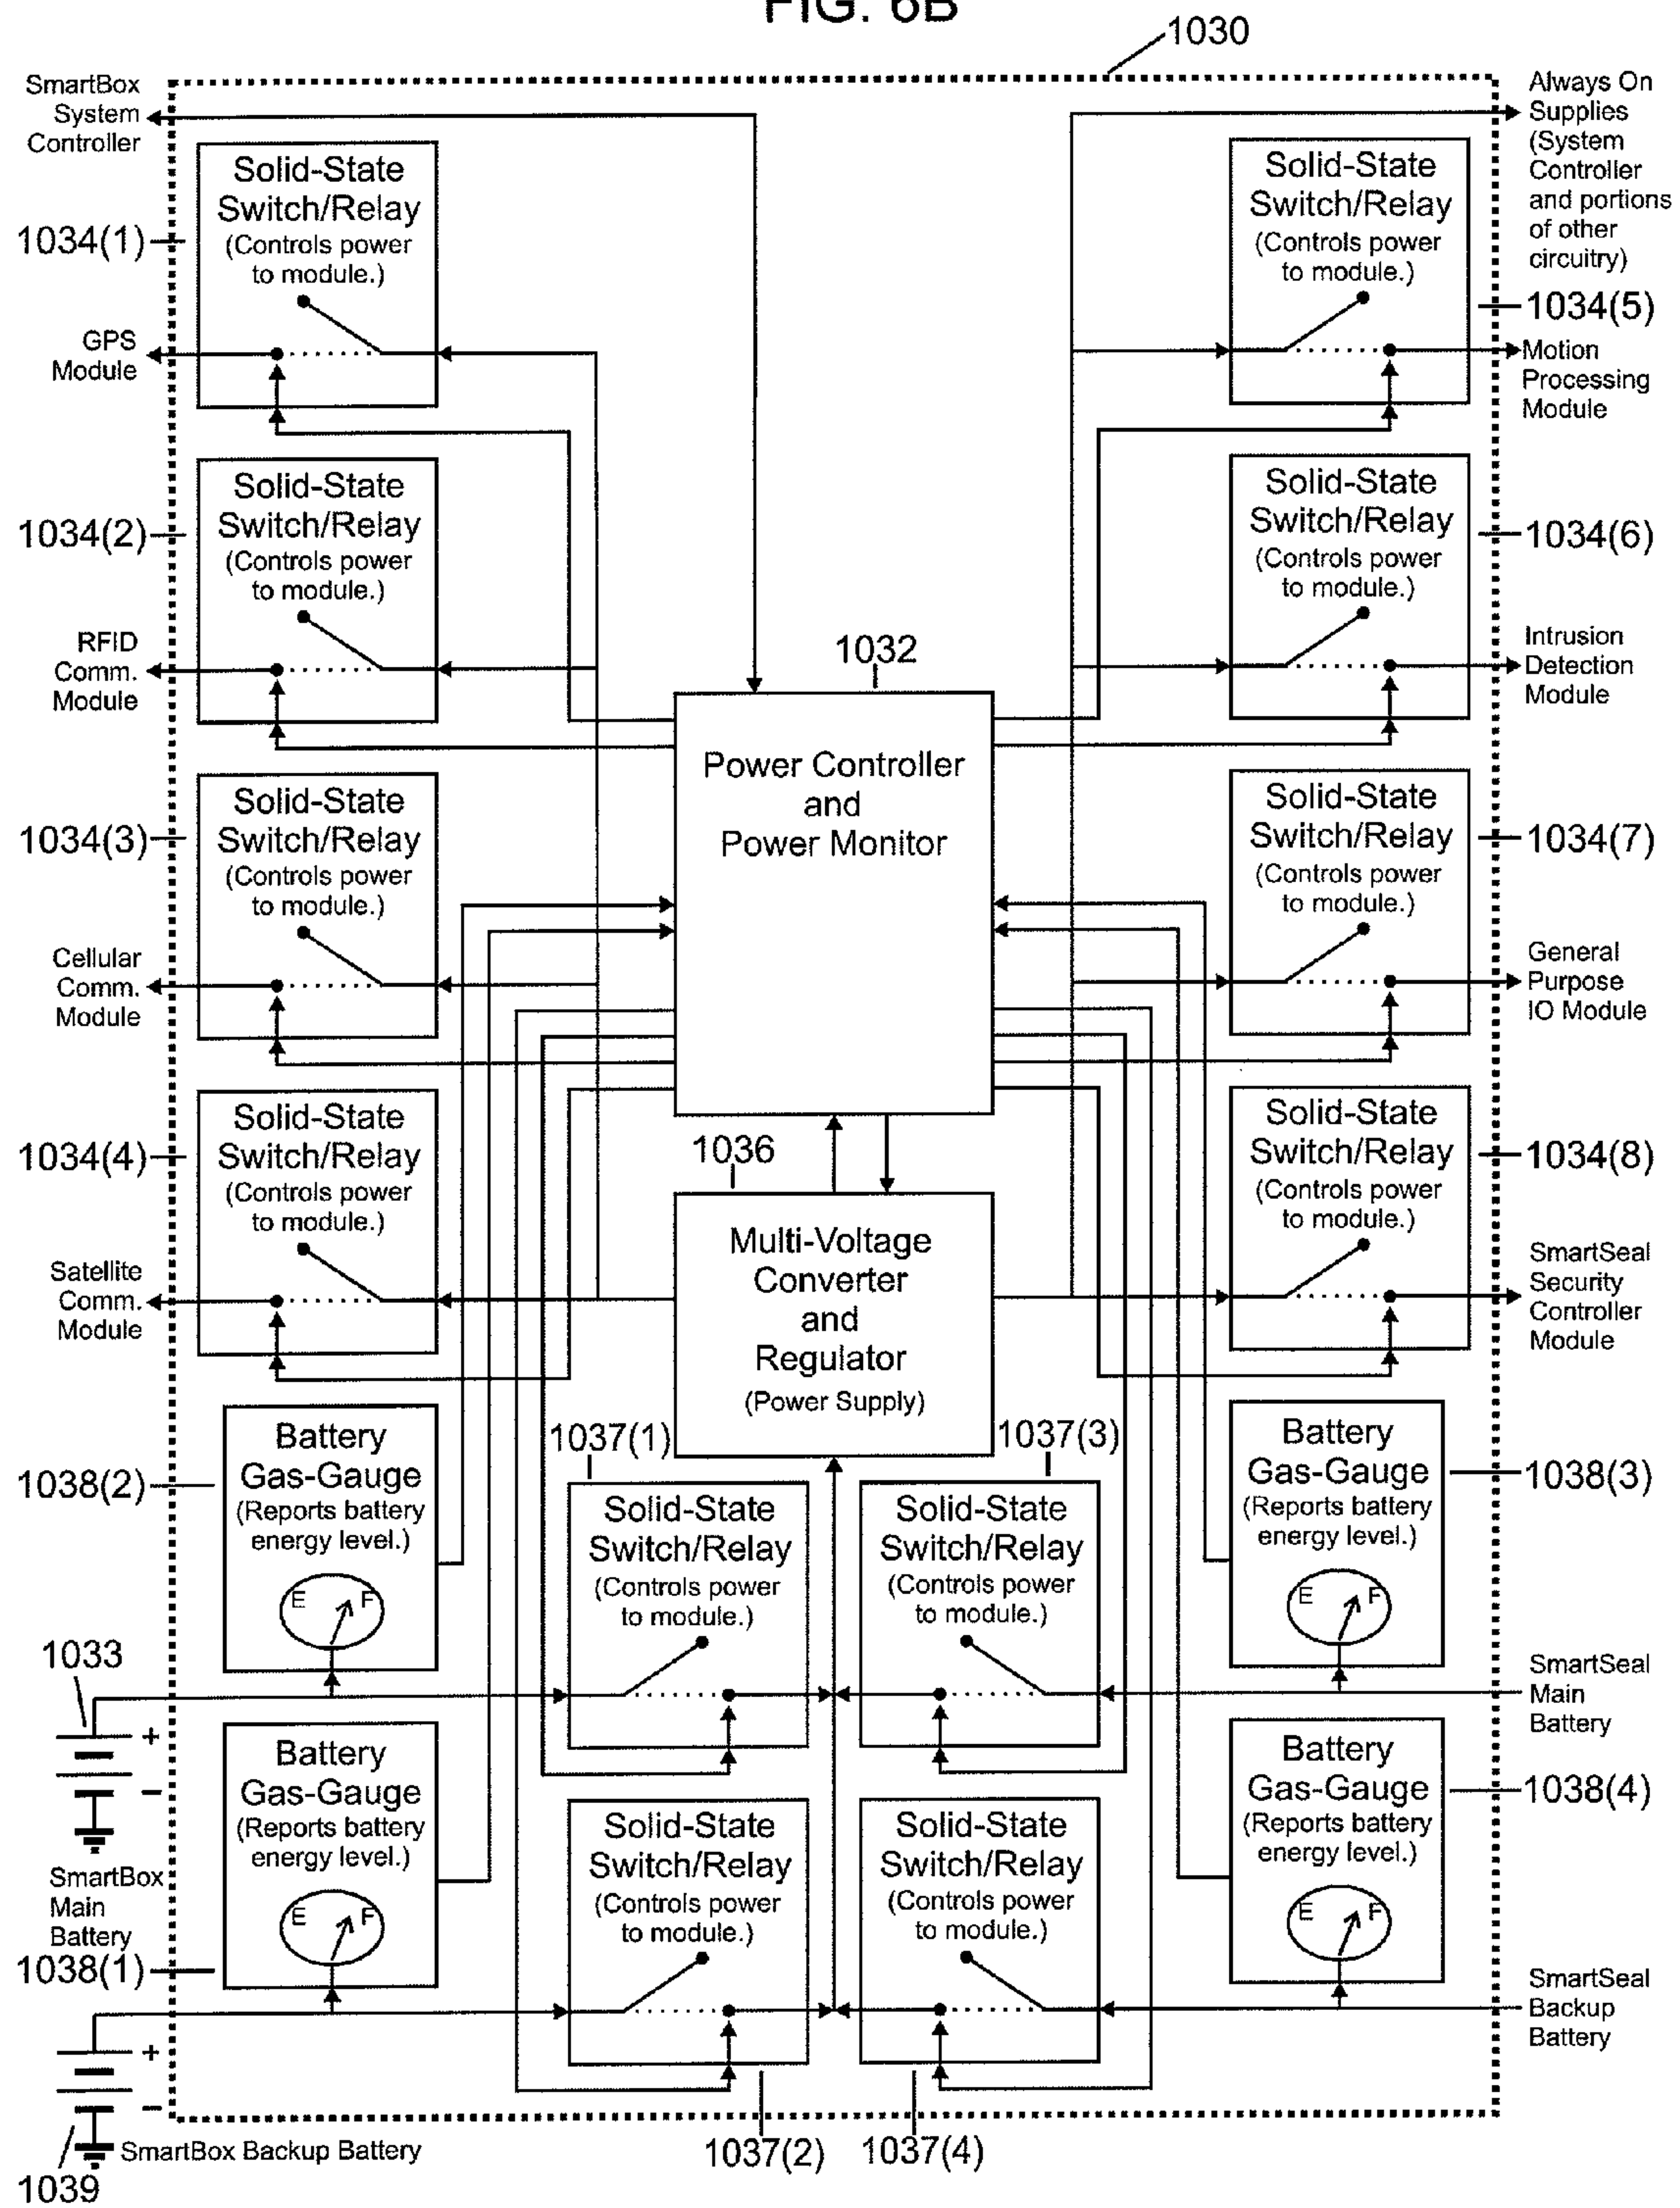 FIG. 6B
1030
SmartBox
System
Controller
Always On
Supplies
(System
Controller
and portions
of other
circuitry)
Solid-State
Switch/Relay
(Controls power
to module.)
1034(1)
GPS
Module
Solid-State
Switch/Relay
(Controls power
to module.)
1034(5)
Motion
Processing
Module
Solid-State
Switch/Relay
(Controls power
to module.)
1034(2)
RFID
Comm.
Module
Solid-State
Switch/Relay
(Controls power
to module.)
1034(6)
Intrusion
Detection
Module
1032
Power Controller
and
Power Monitor
Solid-State
Switch/Relay
(Controls power
to module.)
1034(3)
Cellular
Comm.
Module
Solid-State
Switch/Relay
(Controls power
to module.)
1034(7)
General
Purpose
IO Module
Solid-State
Switch/Relay
(Controls power
to module.)
1034(4)
Satellite
Comm.
Module
1036
Multi-Voltage
Converter
and
Regulator
(Power Supply)
Solid-State
Switch/Relay
(Controls power
to module.)
1034(8)
SmartSeal
Security
Controller
Module
Battery
Gas-Gauge
(Reports battery
energy level.)
E F
1038(2)
1037(1)
Solid-State
Switch/Relay
(Controls power
to module.)
1037(3)
Solid-State
Switch/Relay
(Controls power
to module.)
Battery
Gas-Gauge
(Reports battery
energy level.)
E F
1038(3)
1033
+
−
SmartBox
Main
Battery
SmartSeal
Main
Battery
Battery
Gas-Gauge
(Reports battery
energy level.)
E F
1038(1)
Solid-State
Switch/Relay
(Controls power
to module.)
Solid-State
Switch/Relay
(Controls power
to module.)
Battery
Gas-Gauge
(Reports battery
energy level.)
E F
1038(4)
SmartSeal
Backup
Battery
+
−
SmartBox Backup Battery
1039
1037(2)
1037(4)